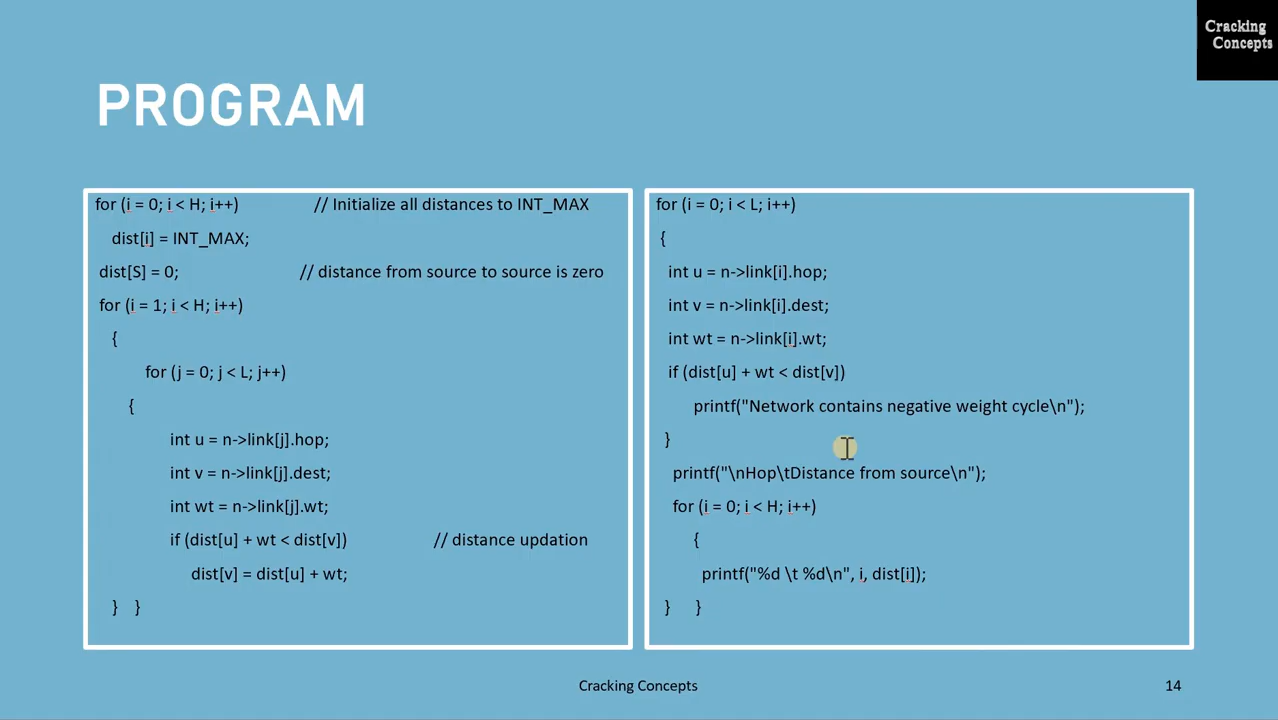 Cracking
Concepts
PROGRAM
for (i = 0; i < H; i++) // Initialize all distances to INT_MAX
dist[i] = INT_MAX;
dist[S] = 0; // distance from source to source is zero
for (i = 1; i < H; i++)
{
for (j = 0; j < L; j++)
{
int u = n->link[j].hop;
int v = n->link[j].dest;
int wt = n->link[j].wt;
if (dist[u] + wt < dist[v]) // distance updation
dist[v] = dist[u] + wt;
} }
for (i = 0; i < L; i++)
{
int u = n->link[i].hop;
int v = n->link[i].dest;
int wt = n->link[i].wt;
if (dist[u] + wt < dist[v])
printf("Network contains negative weight cycle\n");
}
printf("\nHop\tDistance from source\n");
for (i = 0; i < H; i++)
{
printf("%d \t %d\n", i, dist[i]);
} }
Cracking Concepts
14